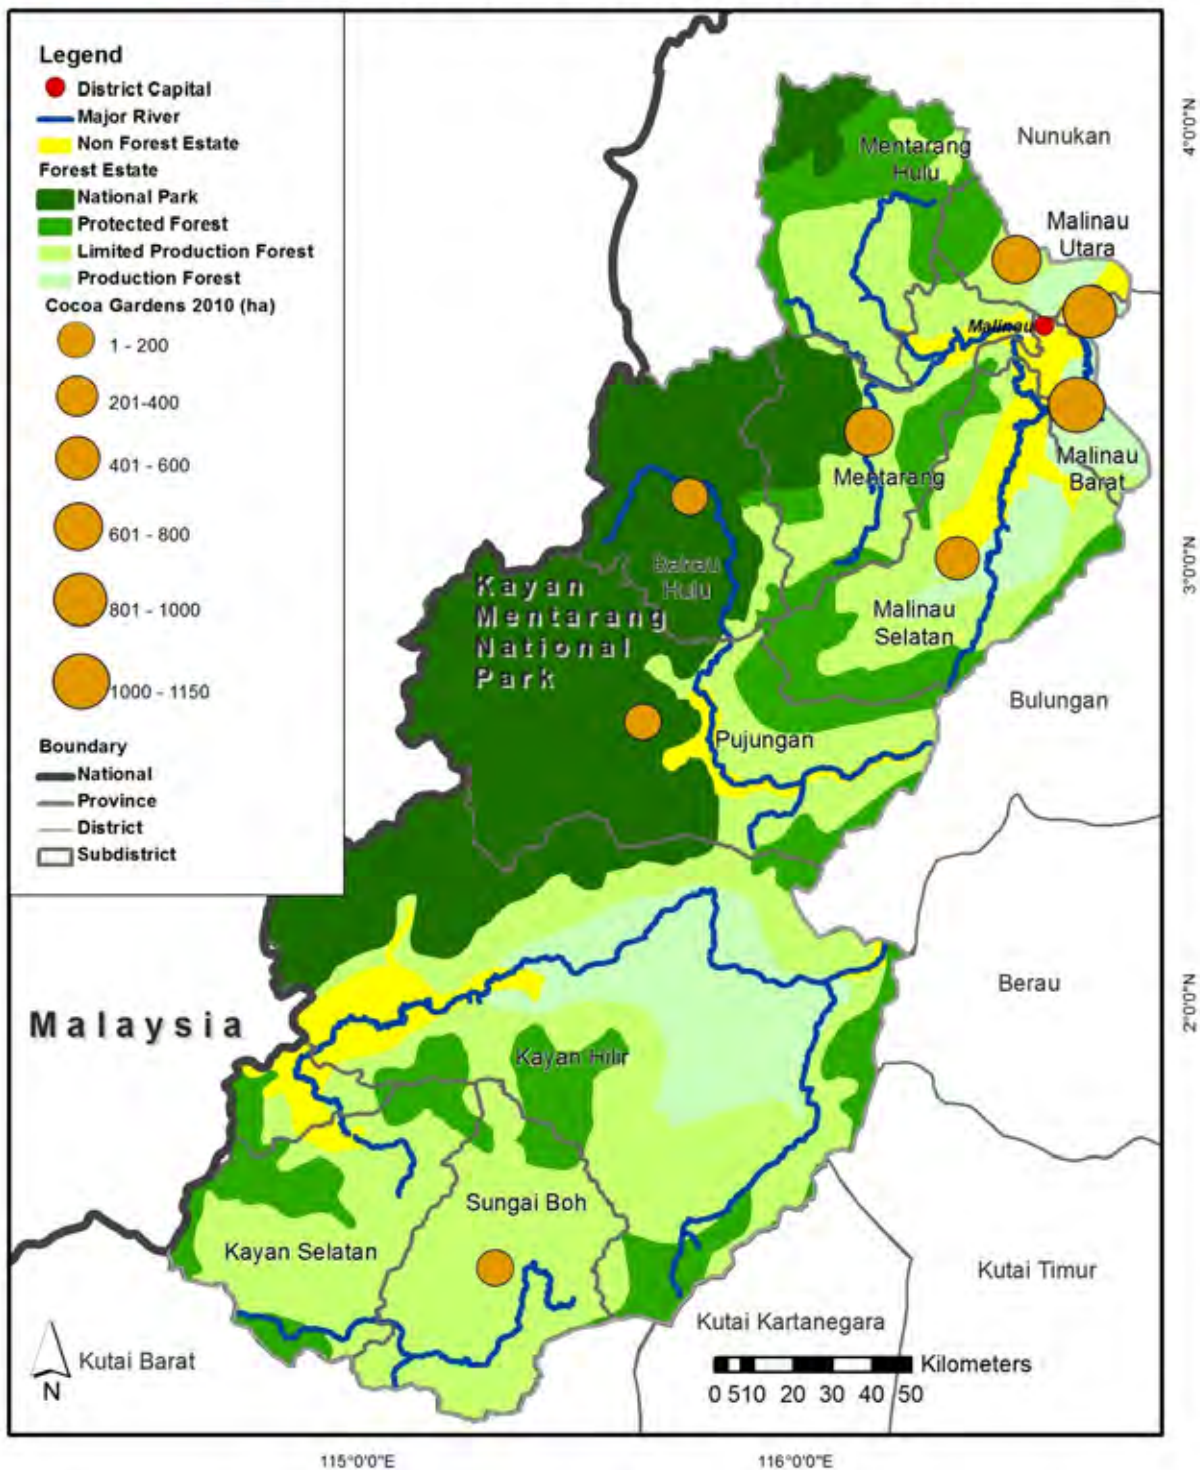 Legend
District Capital
Major River
Non Forest Estate
Forest Estate
National Park
Protected Forest
Limited Production Forest
Production Forest
Cocoa Gardens 2010 (ha)
1 - 200
201-400
401 - 600
601 - 800
801 - 1000
1000 - 1150
Boundary
National
Province
District
Subdistrict
Nunukan
Mentarang
Hulu
Malinau
Utara
Malinau
Malinau
Barat
Mentarang
Hulu
Kayan
Mentarang
National
Park
Malinau
Selatan
Bulungan
Pujungan
Berau
Malaysia
Kayan Hilir
Sungai Boh
Kayan Selatan
Kutai Timur
Kutai Kartanegara
Kutai Barat
N
Kilometers
0 510 20 30 40 50
4°0'0"N
3°0'0"N
2°0'0"N
115°0'0"E
116°0'0"E